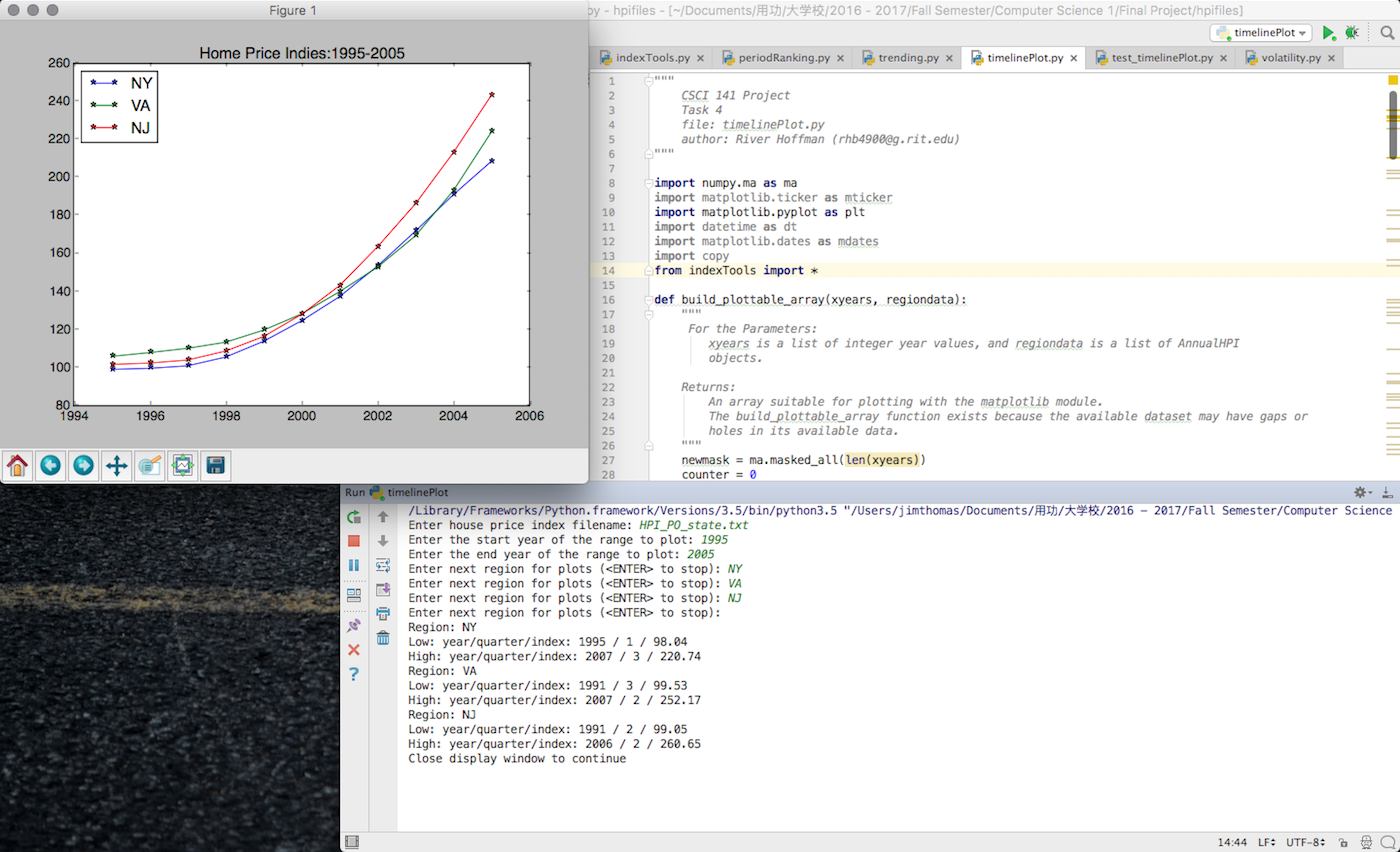 Figure 1
Home Price Indies:1995-2005
260
240
220
200
180
160
140
120
100
80
NY
VA
NJ
1994 1996 1998 2000 2002 2004 2006
py - hpifiles - [~/Documents/用功/大学校/2016 - 2017/Fall Semester/Computer Science 1/Final Project/hpifiles]
timelinePlot
indexTools.py periodRanking.py trending.py timelinePlot.py test_timelinePlot.py volatility.py
1 """
2 CSCI 141 Project
3 Task 4
4 file: timelinePlot.py
5 author: River Hoffman (rhb4900@g.rit.edu)
6 """
7
8 import numpy.ma as ma
9 import matplotlib.ticker as mticker
10 import matplotlib.pyplot as plt
11 import datetime as dt
12 import matplotlib.dates as mdates
13 import copy
14 from indexTools import *
15
16 def build_plottable_array(xyears, regiondata):
17 """
18 For the Parameters:
19 xyears is a list of integer year values, and regiondata is a list of AnnualHPI
20 objects.
21
22 Returns:
23 An array suitable for plotting with the matplotlib module.
24 The build_plottable_array function exists because the available dataset may have gaps or
25 holes in its available data.
26 """
27 newmask = ma.masked_all(len(xyears))
28 counter = 0
Run timelinePlot
/Library/Frameworks/Python.framework/Versions/3.5/bin/python3.5 "/Users/jimthomas/Documents/用功/大学校/2016 - 2017/Fall Semester/Computer Science
Enter house price index filename: HPI_PO_state.txt
Enter the start year of the range to plot: 1995
Enter the end year of the range to plot: 2005
Enter next region for plots (<ENTER> to stop): NY
Enter next region for plots (<ENTER> to stop): VA
Enter next region for plots (<ENTER> to stop): NJ
Enter next region for plots (<ENTER> to stop):
Region: NY
Low: year/quarter/index: 1995 / 1 / 98.04
High: year/quarter/index: 2007 / 3 / 220.74
Region: VA
Low: year/quarter/index: 1991 / 3 / 99.53
High: year/quarter/index: 2007 / 2 / 252.17
Region: NJ
Low: year/quarter/index: 1991 / 2 / 99.05
High: year/quarter/index: 2006 / 2 / 260.65
Close display window to continue
14:44 LF UTF-8